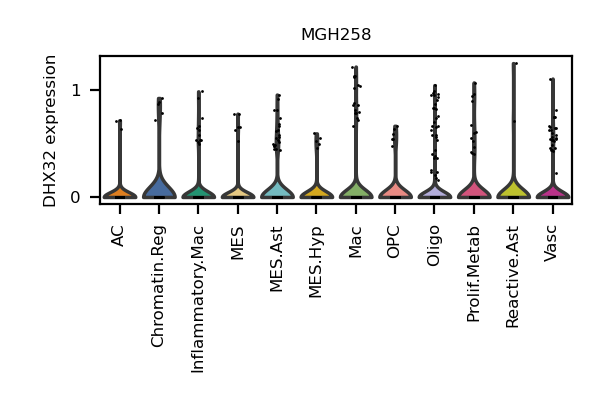 MGH258
DHX32 expression
1
0
AC
Chromatin.Reg
Inflammatory.Mac
MES
MES.Ast
MES.Hyp
Mac
OPC
Oligo
Prolif.Metab
Reactive.Ast
Vasc